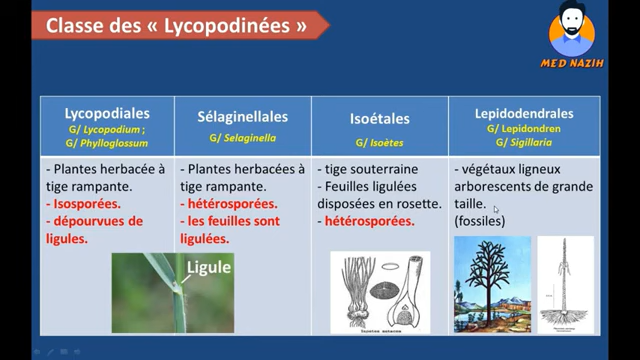 Classe des « Lycopodinées »
MED NAZIH
Lycopodiales
G/ Lycopodium ;
G/ Phylloglossum
Sélaginellales
G/ Selaginella
Isoétales
G/ Isoètes
Lepidodendrales
G/ Lepidondren
G/ Sigillaria
- Plantes herbacée à
tige rampante.
- Isosporées.
- dépourvues de
ligules.
- Plantes herbacées à
tige rampante.
- hétérosporées.
- les feuilles sont
ligulées.
- tige souterraine
- Feuilles ligulées
disposées en rosette.
- hétérosporées.
- végétaux ligneux
arborescents de grande
taille.
(fossiles)
Ligule